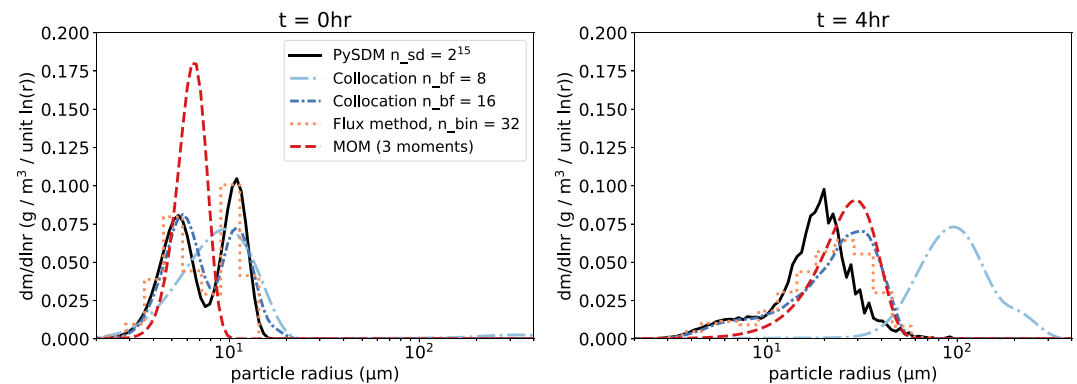 t = 0hr
dm/dlnr (g / m³ / unit ln(r))
0.200
0.175
0.150
0.125
0.100
0.075
0.050
0.025
0.000
PySDM n_sd = 2¹⁵
Collocation n_bf = 8
Collocation n_bf = 16
Flux method, n_bin = 32
MOM (3 moments)
10¹
10²
particle radius (μm)
t = 4hr
dm/dlnr (g / m³ / unit ln(r))
0.200
0.175
0.150
0.125
0.100
0.075
0.050
0.025
0.000
10¹
10²
particle radius (μm)